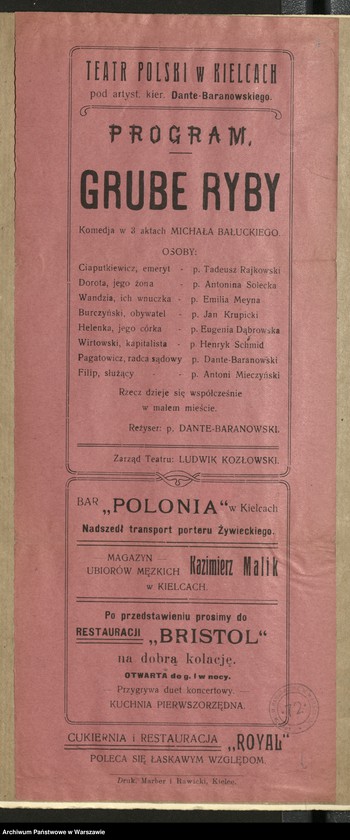 TEATR POLSKI w KIELCACH
pod artyst. kier. Dante-Baranowskiego.
PROGRAM.
GRUBE RYBY
Komedja w 3 aktach MICHAŁA BAŁUCKIEGO.
OSOBY:
Ciaputkiewicz, emeryt - p. Tadeusz Rajkowski
Dorota, jego żona - p. Antonina Solecka
Wandzia, ich wnuczka - p. Emilia Meyna
Burczyński, obywatel - p. Jan Krupicki
Helenka, jego córka - p. Eugenia Dąbrowska
Wirtowski, kapitalista - p. Henryk Schmid
Pagatowicz, radca sądowy p. Dante-Baranowski
Filip, służący - - p. Antoni Mieczyński
Rzecz dzieje się współcześnie
w małem mieście.
Reżyser: p. DANTE-BARANOWSKI.
Zarząd Teatru: LUDWIK KOZŁOWSKI.
BAR „POLONIA“ w Kielcach
Nadszedł transport porteru Żywieckiego.
— MAGAZYN —
UBIORÓW MĘZKICH Kazimierz Malik
w KIELCACH.
Po przedstawieniu prosimy do
RESTAURACJI „BRISTOL“
na dobrą kolację.
OTWARTA do g. I w nocy.
— Przygrywa duet koncertowy —
KUCHNIA PIERWSZORZĘDNA.
CUKIERNIA i RESTAURACJA „ROYAL“
POLECA SIĘ ŁASKAWYM WZGLĘDOM.
Druk. Marber i Rawicki, Kielce.
Archiwum Państwowe w Warszawie